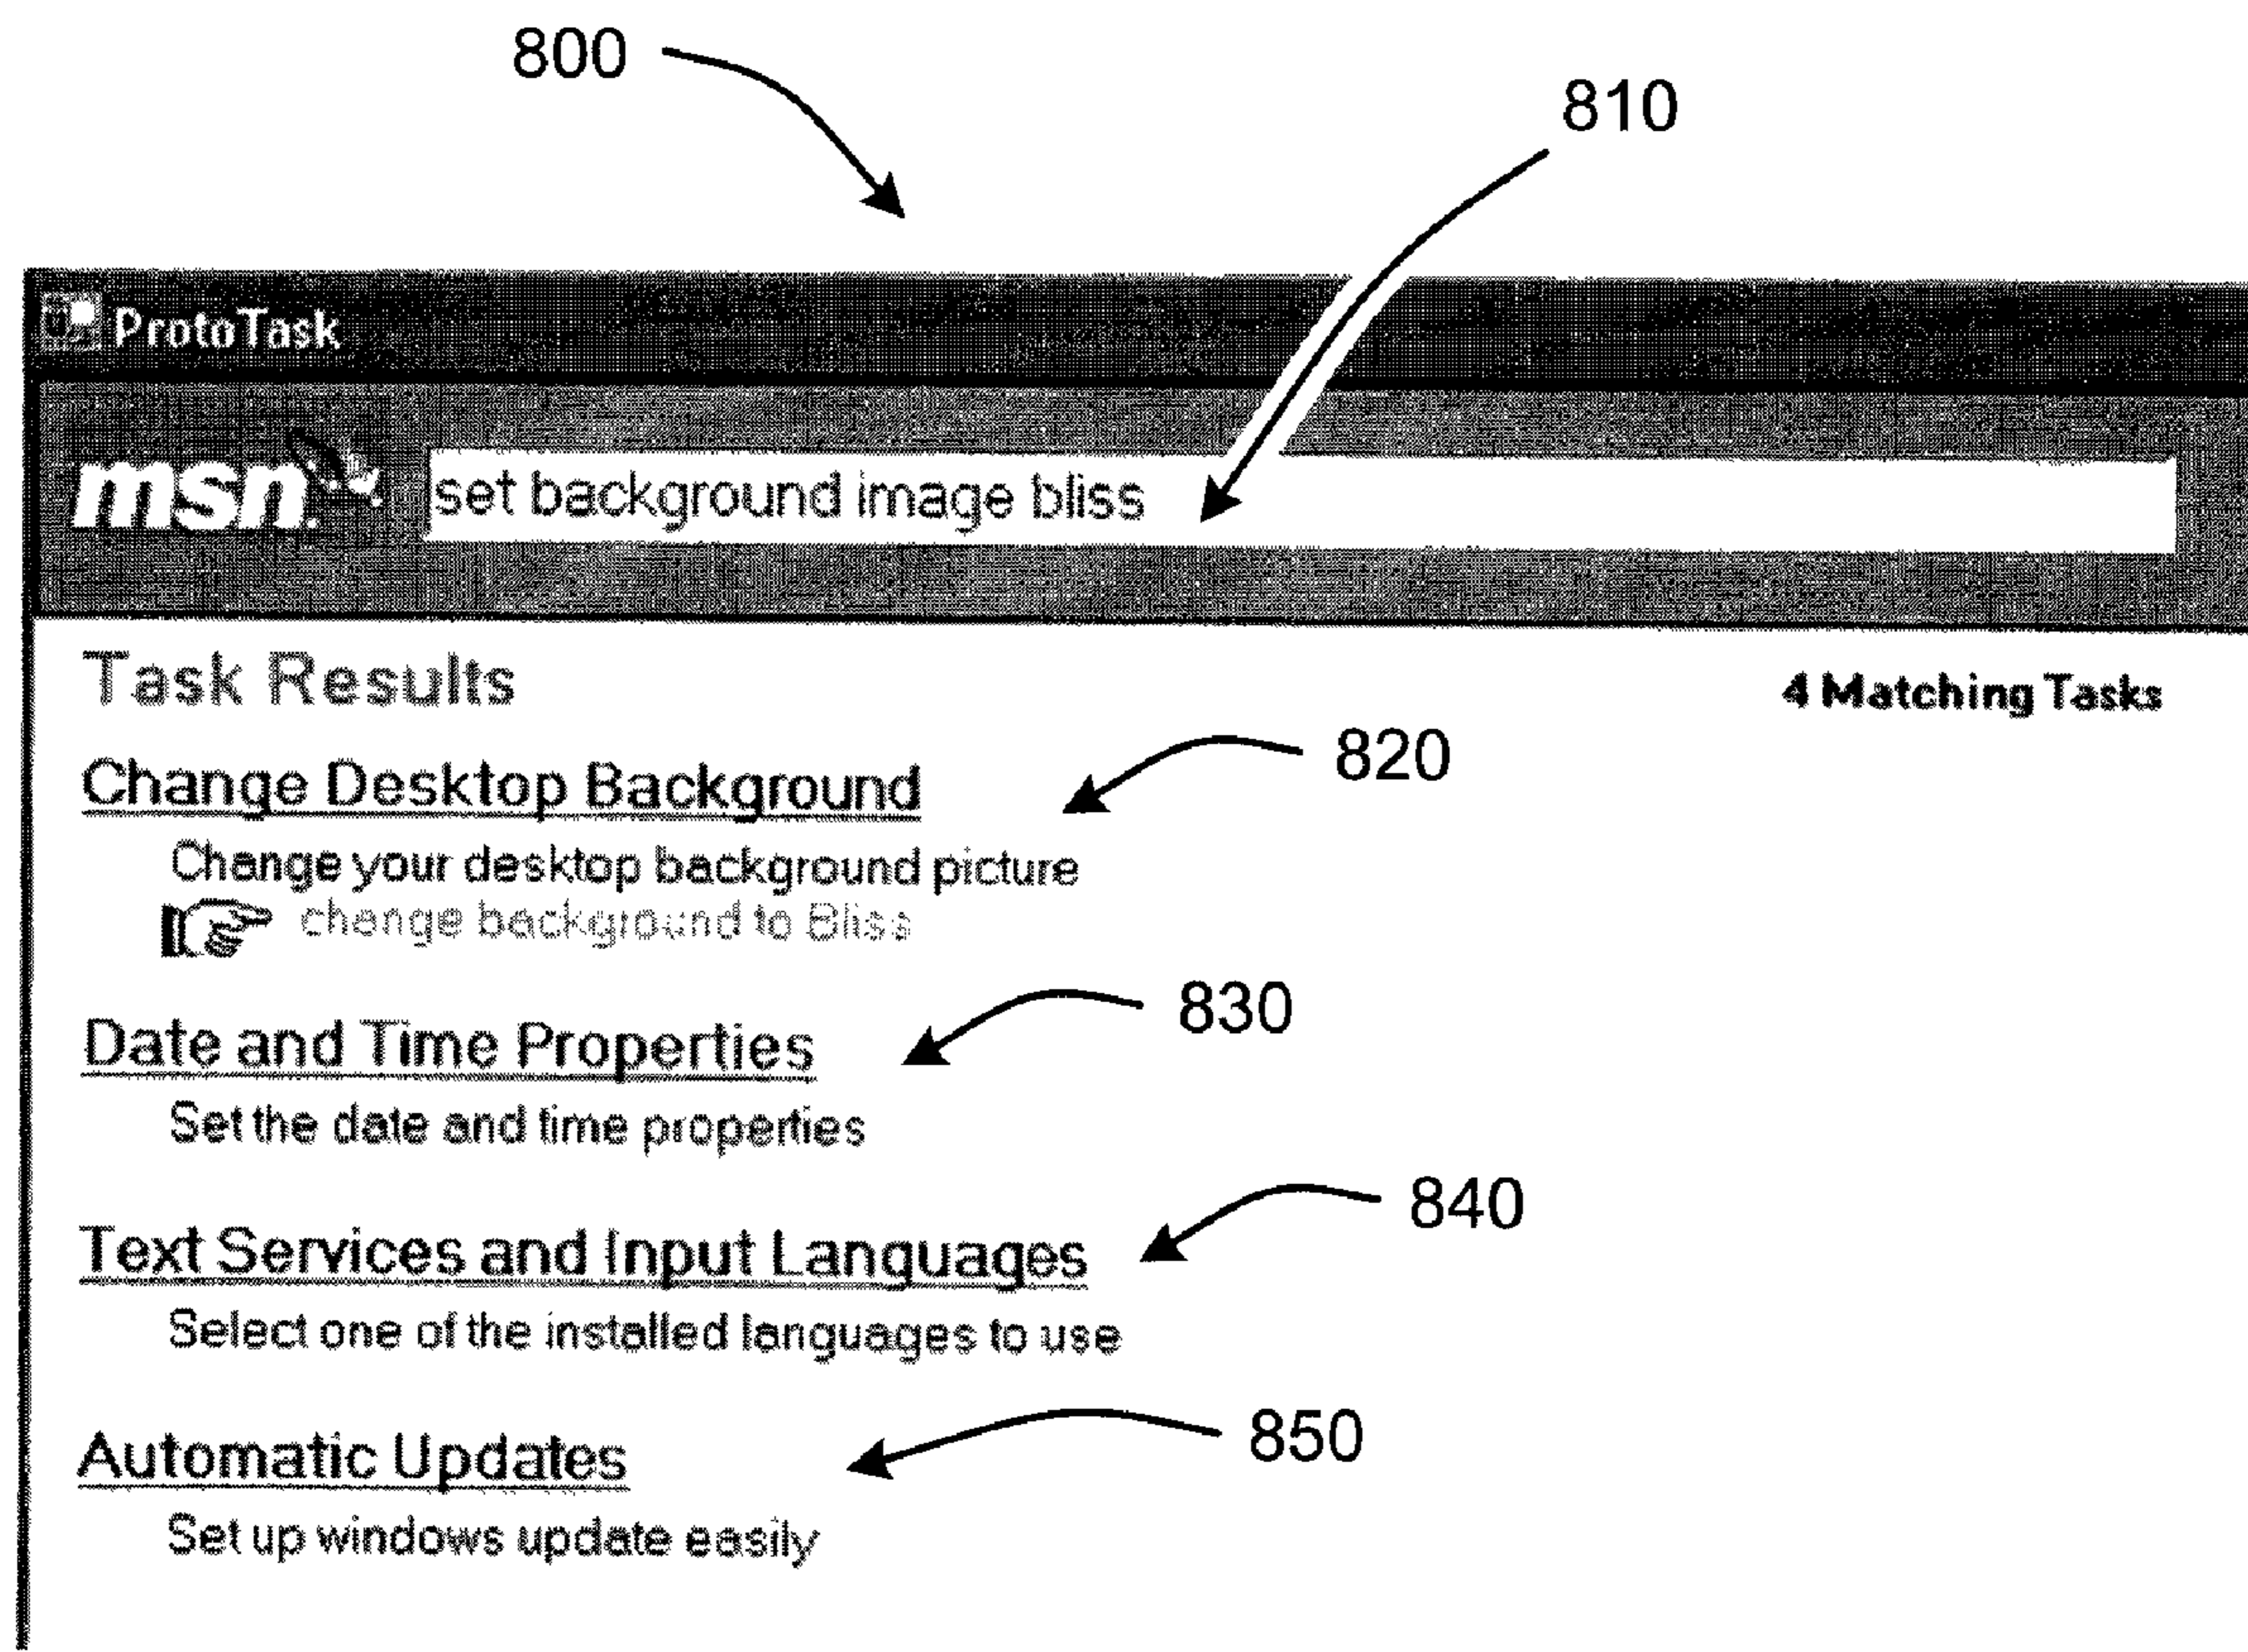 800
810
ProtoTask
msn
set background image bliss
Task Results
4 Matching Tasks
820
Change Desktop Background
Change your desktop background picture
change background to Bliss
830
Date and Time Properties
Set the date and time properties
840
Text Services and Input Languages
Select one of the installed languages to use
850
Automatic Updates
Set up windows update easily